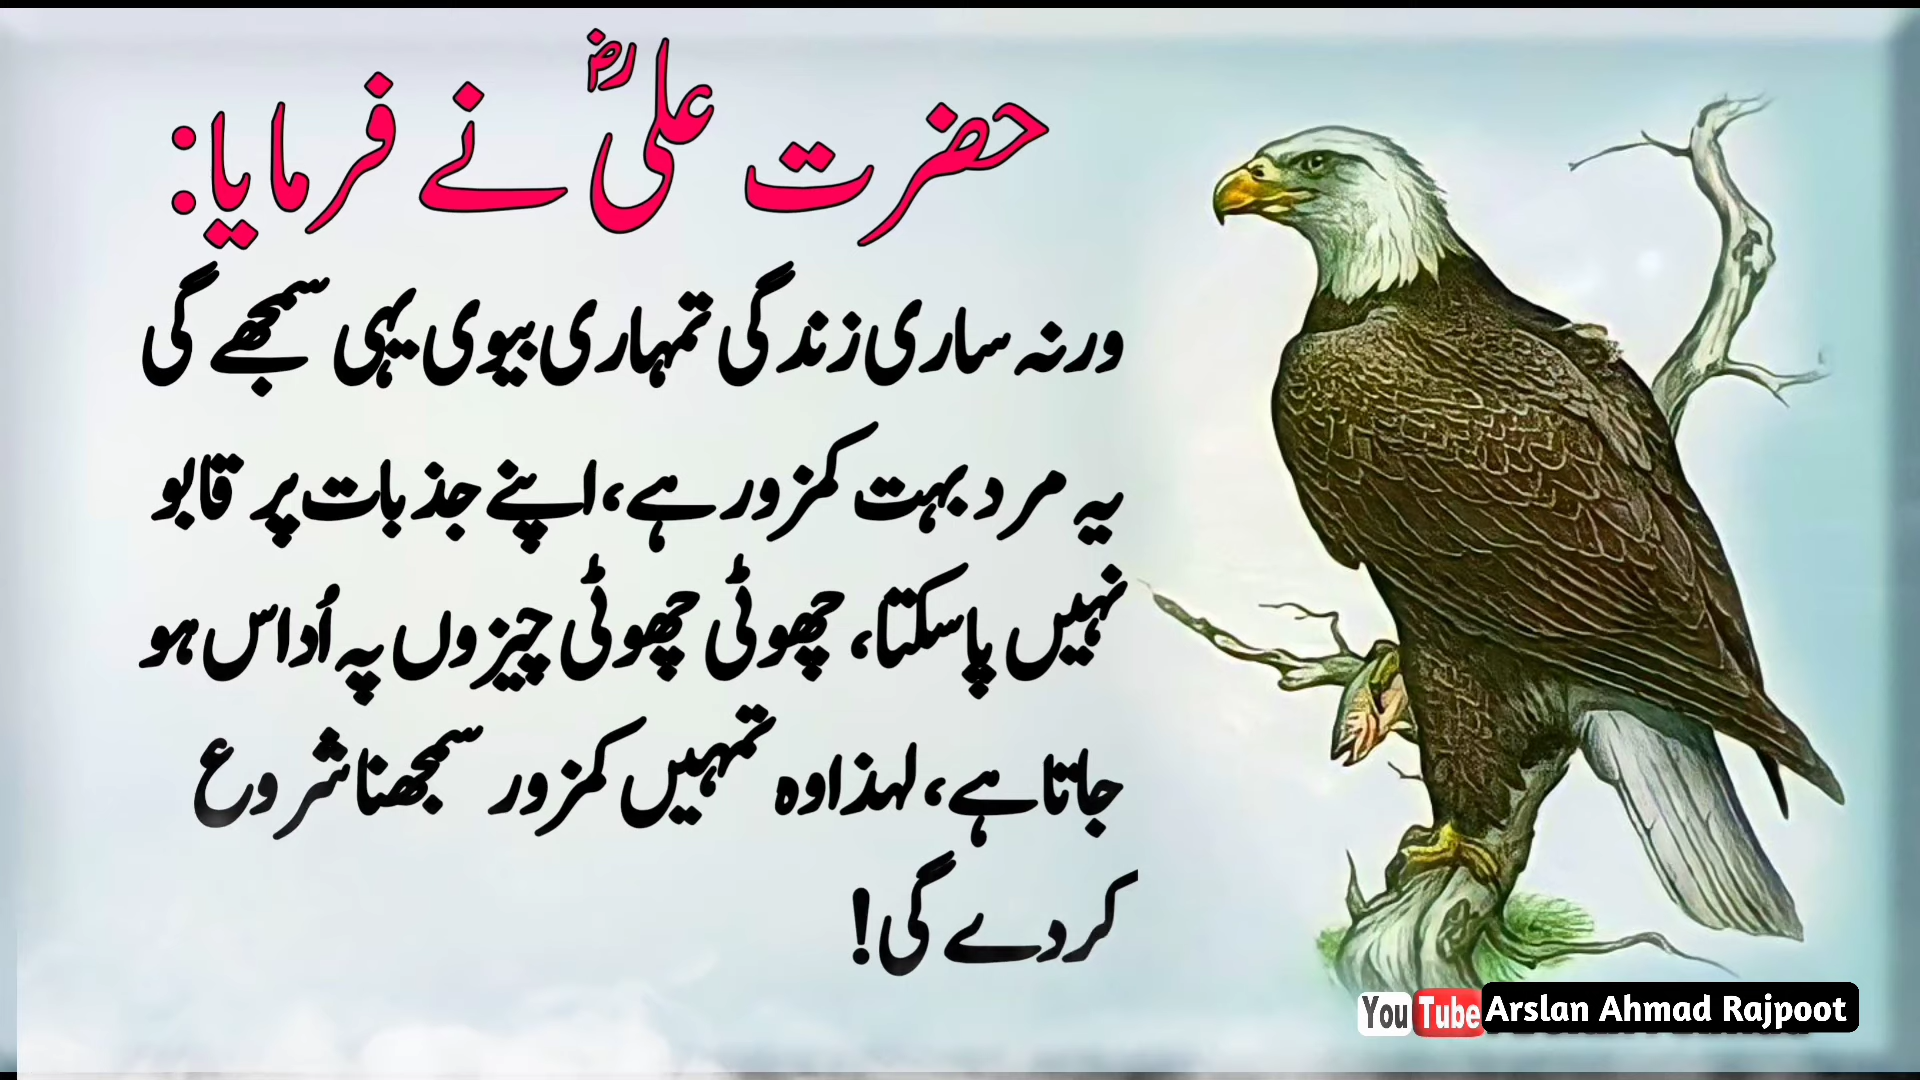 حضرت علیؓ نے فرمایا:
ورنہ ساری زندگی تمہاری بیوی یہی سمجھے گی
یہ مرد بہت کمزور ہے، اپنے جذبات پر قابو
نہیں پا سکتا، چھوٹی چھوٹی چیزوں پہ اُداس ہو
جاتا ہے، لہذا وہ تمہیں کمزور سمجھنا شروع
کر دے گی!
YouTube Arslan Ahmad Rajpoot